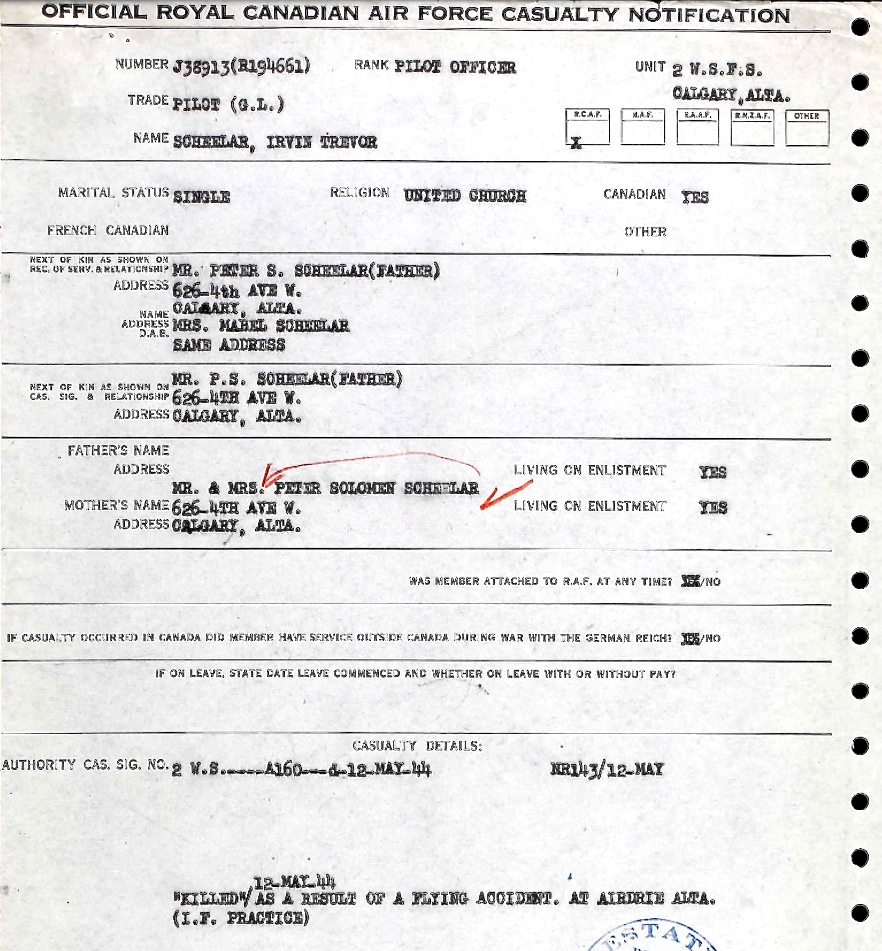 OFFICIAL ROYAL CANADIAN AIR FORCE CASUALTY NOTIFICATION
NUMBER J38913(R194661) RANK PILOT OFFICER UNIT 2 W.S.F.S.
CALGARY,ALTA.
TRADE PILOT (G.L.)
R.C.A.F. R.A.F. R.A.A.F. R.N.Z.A.F. OTHER
NAME SCHEELAR, IRVIN TREVOR X
MARITAL STATUS SINGLE RELIGION UNITED CHURCH CANADIAN YES
FRENCH CANADIAN OTHER
NEXT OF KIN AS SHOWN ON
REC. OF SERV. & RELATIONSHIP MR. PETER S. SCHEELAR(FATHER)
ADDRESS 626-4th AVE W.
CALGARY, ALTA.
NAME
ADDRESS MRS. MABEL SCHEELAR
D.A.B.
SAME ADDRESS
MR. P.S. SCHEELAR(FATHER)
NEXT OF KIN AS SHOWN ON
CAS. SIG. & RELATIONSHIP 626-4TH AVE W.
ADDRESS CALGARY, ALTA.
FATHER'S NAME
ADDRESS LIVING ON ENLISTMENT YES
MR. & MRS. PETER SOLOMEN SCHEELAR
MOTHER'S NAME 626-4TH AVE W. LIVING ON ENLISTMENT YES
ADDRESS CALGARY, ALTA.
WAS MEMBER ATTACHED TO R.A.F. AT ANY TIME? YES/NO
IF CASUALTY OCCURRED IN CANADA DID MEMBER HAVE SERVICE OUTSIDE CANADA DURING WAR WITH THE GERMAN REICH? YES/NO
IF ON LEAVE, STATE DATE LEAVE COMMENCED AND WHETHER ON LEAVE WITH OR WITHOUT PAY?
CASUALTY DETAILS:
AUTHORITY CAS. SIG. NO. 2 W.S.----A160---d-12-MAY-44 NR143/12-MAY
12-MAY-44
"KILLED"/AS A RESULT OF A FLYING ACCIDENT. AT AIRDRIE ALTA.
(I.F. PRACTICE)
ESTATE